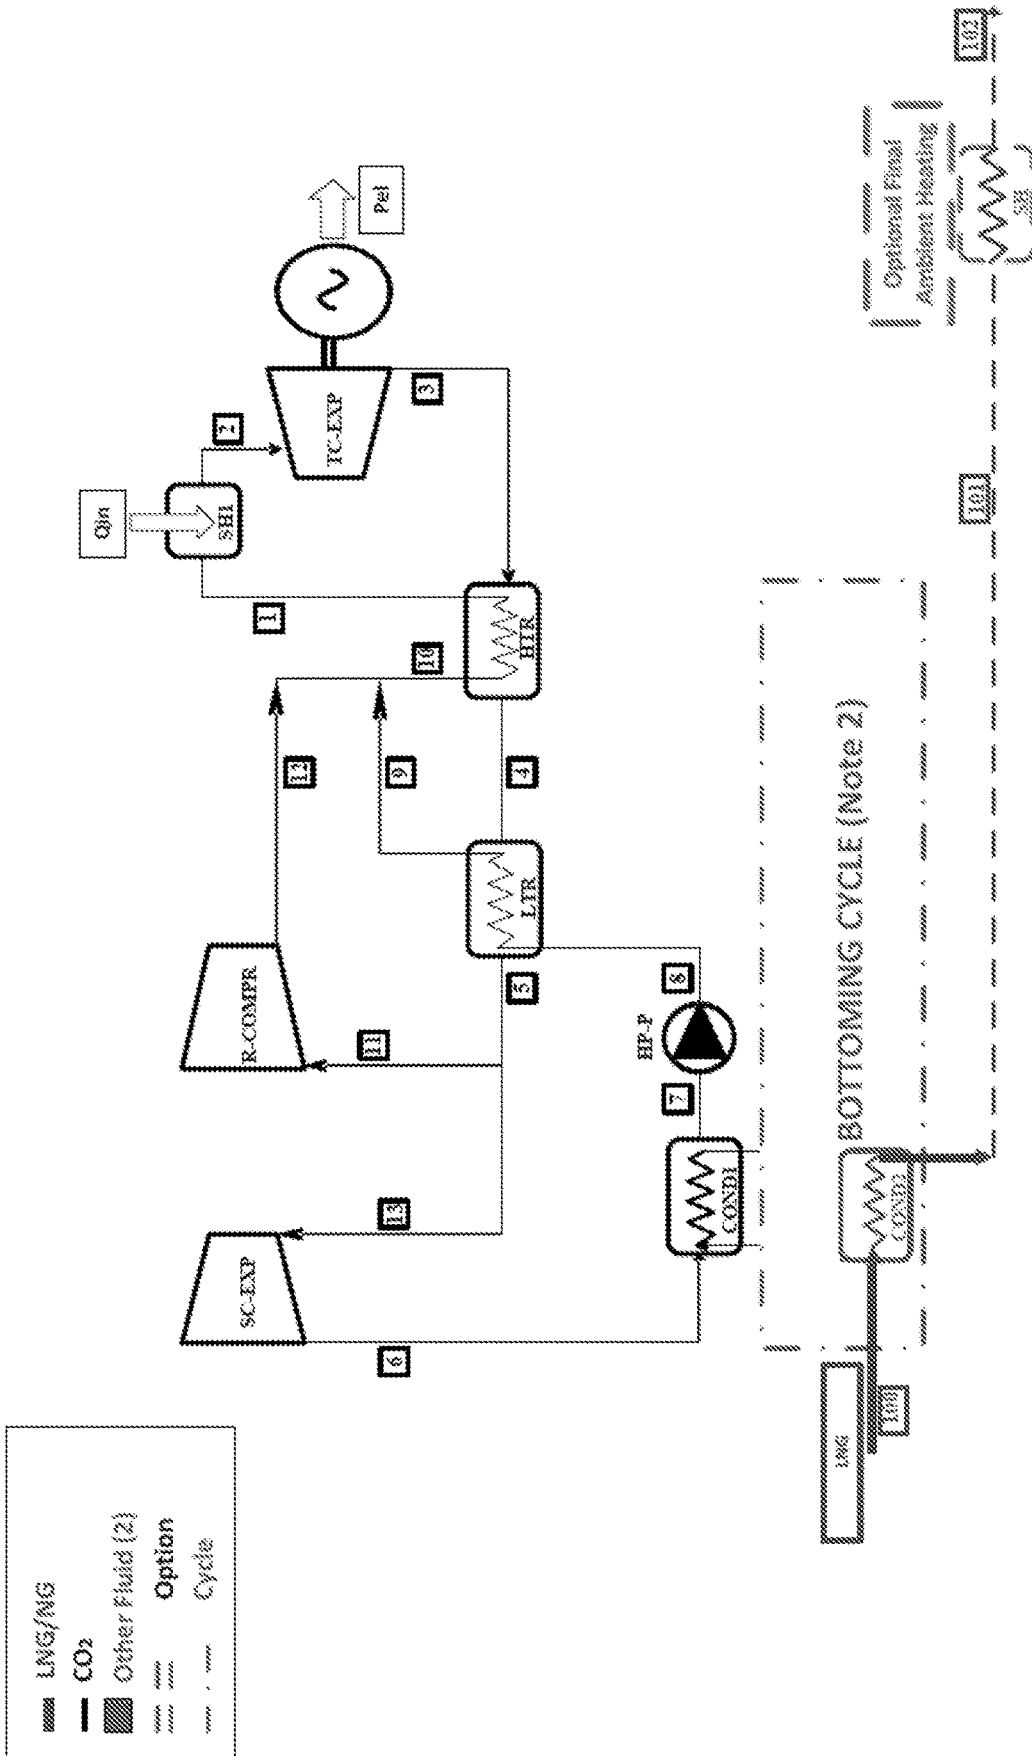 LNG/NG
CO2
Other Fluid (2)
Option
Cycle
Qin
SH1
1
2
TC-EXP
Pel
3
HTR
10
12
9
4
LTR
R-COMPR
11
5
8
HP-P
7
SC-EXP
13
6
COND1
BOTTOMING CYCLE (Note 2)
LNG
100
101
Optional Final
Ambient Heating
102